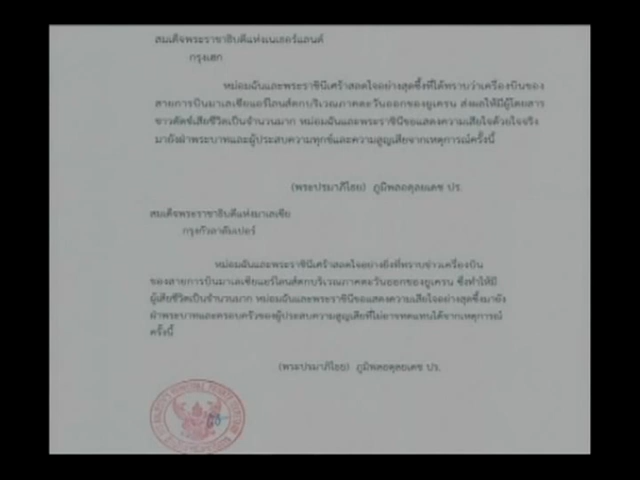 สมเด็จพระราชาธิบดีแห่งเนเธอร์แลนด์
กรุงเฮก
หม่อมฉันและพระราชินีเศร้าสลดใจอย่างสุดซึ้งที่ได้ทราบว่าเครื่องบินของ
สายการบินมาเลเซียแอร์ไลนส์ตกบริเวณภาคตะวันออกของยูเครน ส่งผลให้มีผู้โดยสาร
ชาวดัตช์เสียชีวิตเป็นจำนวนมาก หม่อมฉันและพระราชินีขอแสดงความเสียใจด้วยใจจริง
มายังฝ่าพระบาทและผู้ประสบความทุกข์และความสูญเสียจากเหตุการณ์ครั้งนี้
(พระปรมาภิไธย) ภูมิพลอดุลยเดช ปร.
สมเด็จพระราชาธิบดีแห่งมาเลเซีย
กรุงกัวลาลัมเปอร์
หม่อมฉันและพระราชินีเศร้าสลดใจอย่างยิ่งที่ทราบข่าวเครื่องบิน
ของสายการบินมาเลเซียแอร์ไลนส์ตกบริเวณภาคตะวันออกของยูเครน ซึ่งทำให้มี
ผู้เสียชีวิตเป็นจำนวนมาก หม่อมฉันและพระราชินีขอแสดงความเสียใจอย่างสุดซึ้งมายัง
ฝ่าพระบาทและครอบครัวของผู้ประสบความสูญเสียที่ไม่อาจทดแทนได้จากเหตุการณ์
ครั้งนี้
(พระปรมาภิไธย) ภูมิพลอดุลยเดช ปร.